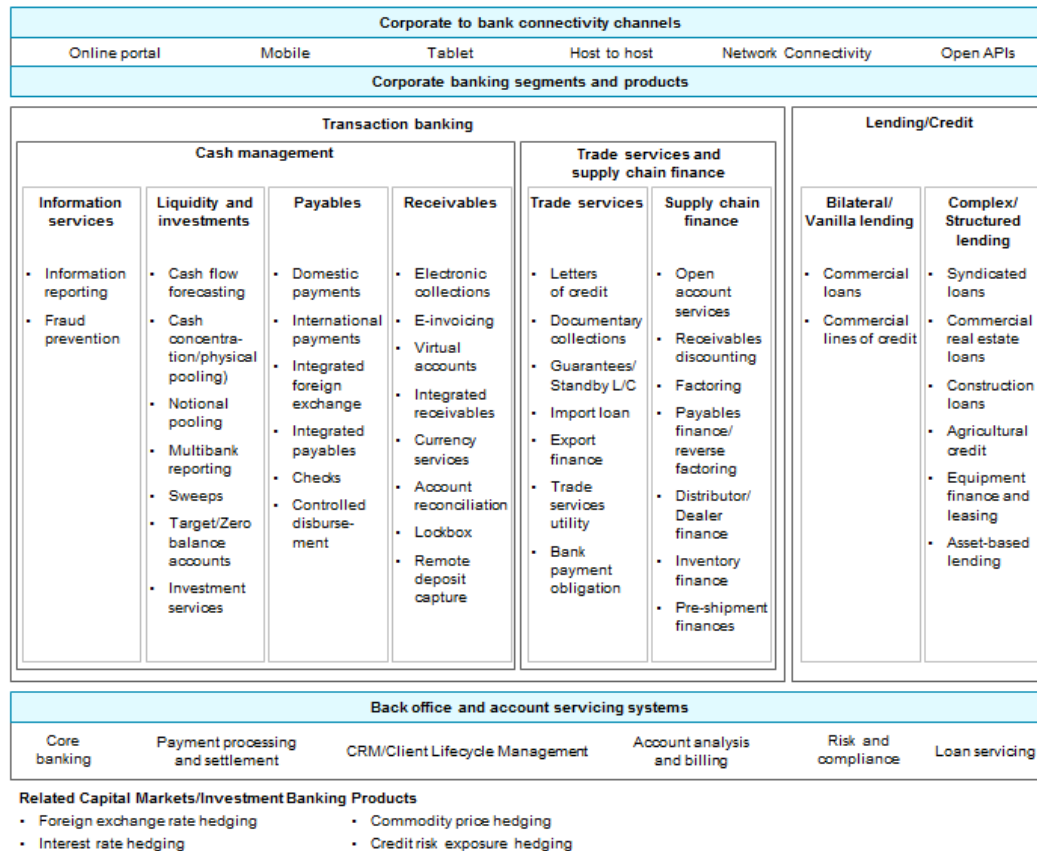 Corporate to bank connectivity channels
Online portal Mobile Tablet Host to host Network Connectivity Open APIs
Corporate banking segments and products
Transaction banking
Cash management
Information
services
• Information
reporting
• Fraud
prevention
Liquidity and
investments
• Cash flow
forecasting
• Cash
concentra-
tion/physical
pooling)
• Notional
pooling
• Multibank
reporting
• Sweeps
• Target/Zero
balance
accounts
• Investment
services
Payables
• Domestic
payments
• International
payments
• Integrated
foreign
exchange
• Integrated
payables
• Checks
• Controlled
disburse-
ment
Receivables
• Electronic
collections
• E-invoicing
• Virtual
accounts
• Integrated
receivables
• Currency
services
• Account
reconciliation
• Lockbox
• Remote
deposit
capture
Trade services and
supply chain finance
Trade services
• Letters
of credit
• Documentary
collections
• Guarantees/
Standby L/C
• Import loan
• Export
finance
• Trade
services
utility
• Bank
payment
obligation
Supply chain
finance
• Open
account
services
• Receivables
discounting
• Factoring
• Payables
finance/
reverse
factoring
• Distributor/
Dealer
finance
• Inventory
finance
• Pre-shipment
finances
Lending/Credit
Bilateral/
Vanilla lending
• Commercial
loans
• Commercial
lines of credit
Complex/
Structured
lending
• Syndicated
loans
• Commercial
real estate
loans
• Construction
loans
• Agricultural
credit
• Equipment
finance and
leasing
• Asset-based
lending
Back office and account servicing systems
Core
banking
Payment processing
and settlement
CRM/Client Lifecycle Management
Account analysis
and billing
Risk and
compliance
Loan servicing
Related Capital Markets/Investment Banking Products
• Foreign exchange rate hedging
• Interest rate hedging
• Commodity price hedging
• Credit risk exposure hedging